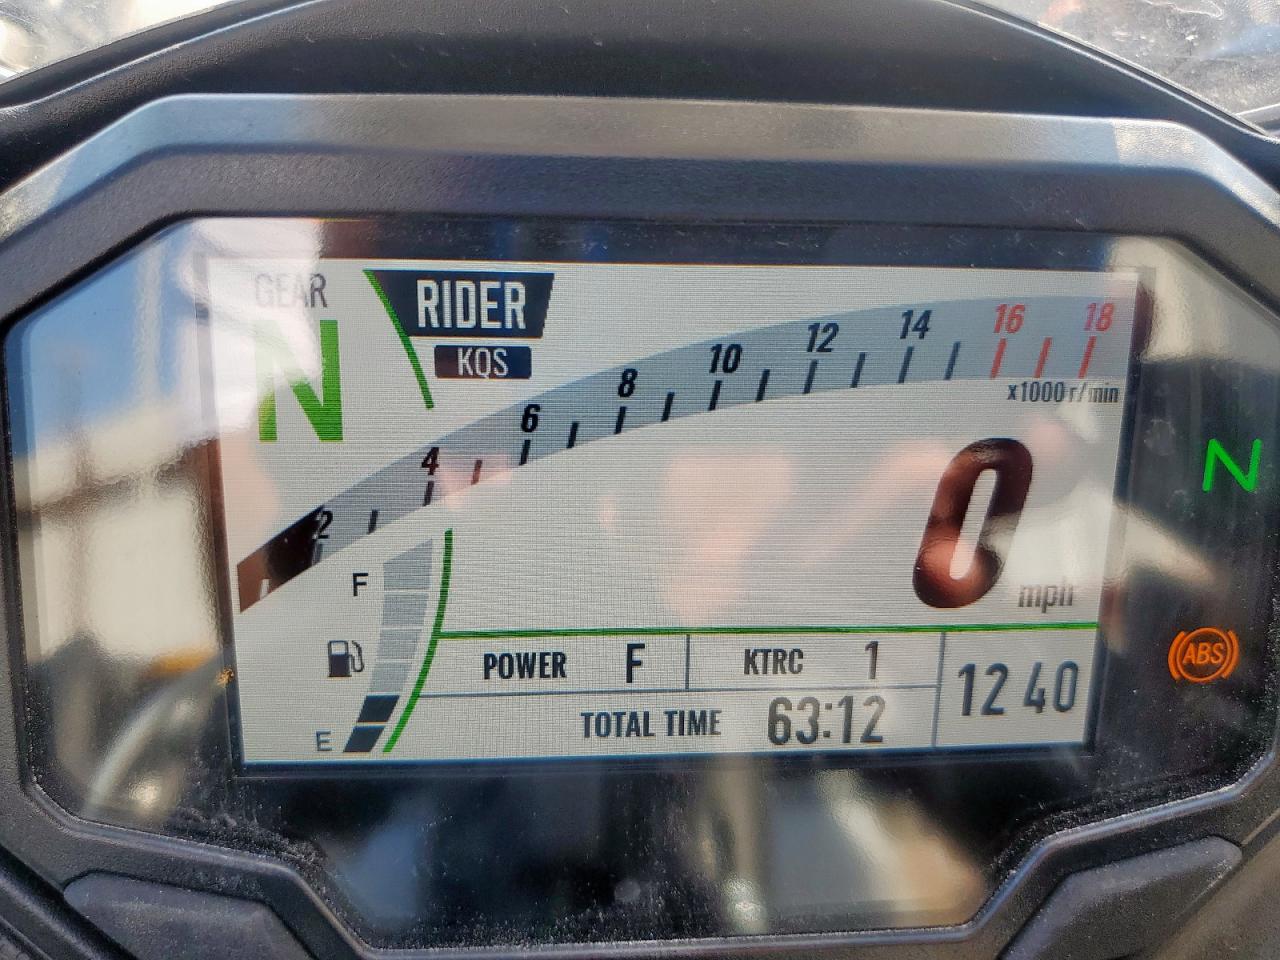 GEAR
N
RIDER
KQS
2 4 6 8 10 12 14 16 18
x1000 r/min
0
mph
N
F
E
POWER F
KTRC 1
TOTAL TIME 63:12
12 40
ABS